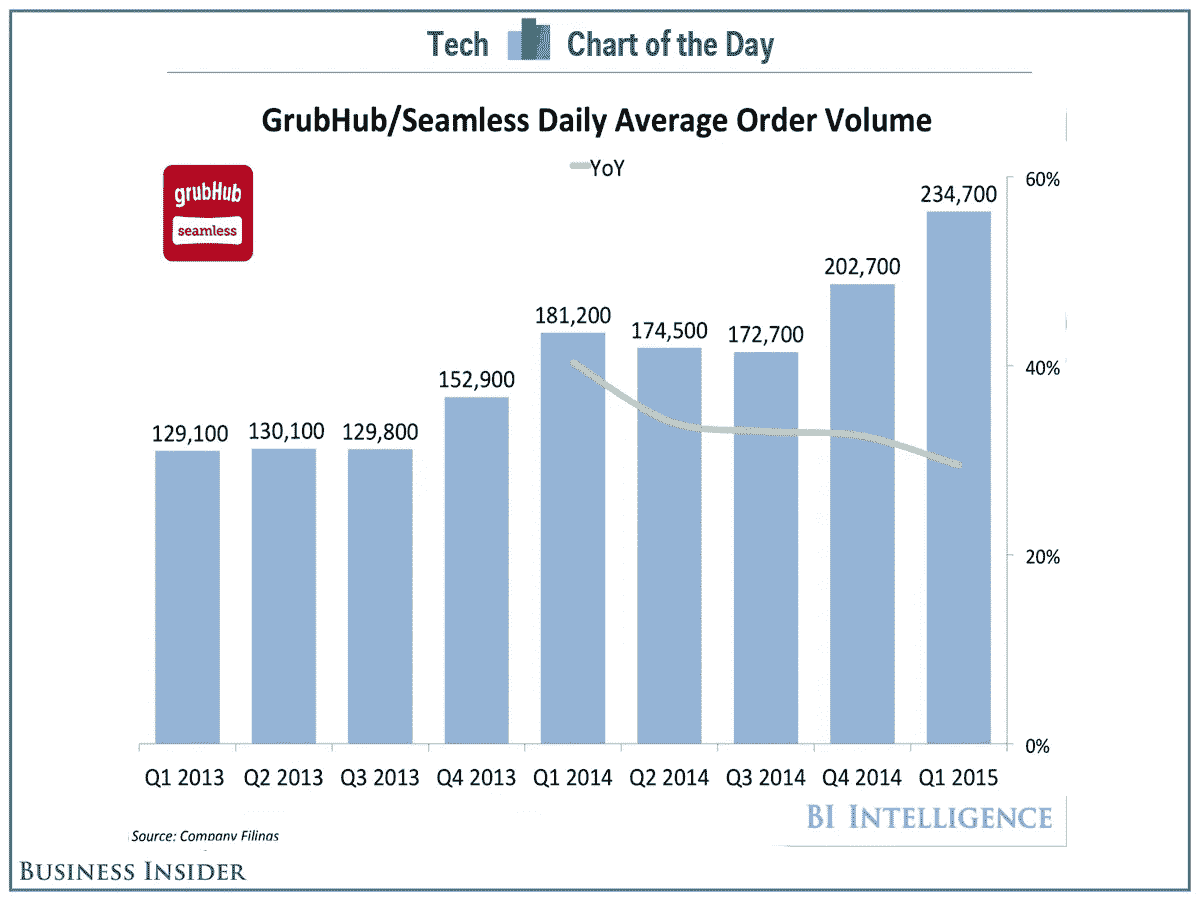 Tech Chart of the Day
GrubHub/Seamless Daily Average Order Volume
YoY
grubHub
seamless
60%
40%
20%
0%
129,100
130,100
129,800
152,900
181,200
174,500
172,700
202,700
234,700
Q1 2013
Q2 2013
Q3 2013
Q4 2013
Q1 2014
Q2 2014
Q3 2014
Q4 2014
Q1 2015
BI INTELLIGENCE
Source: Company Filings
BUSINESS INSIDER